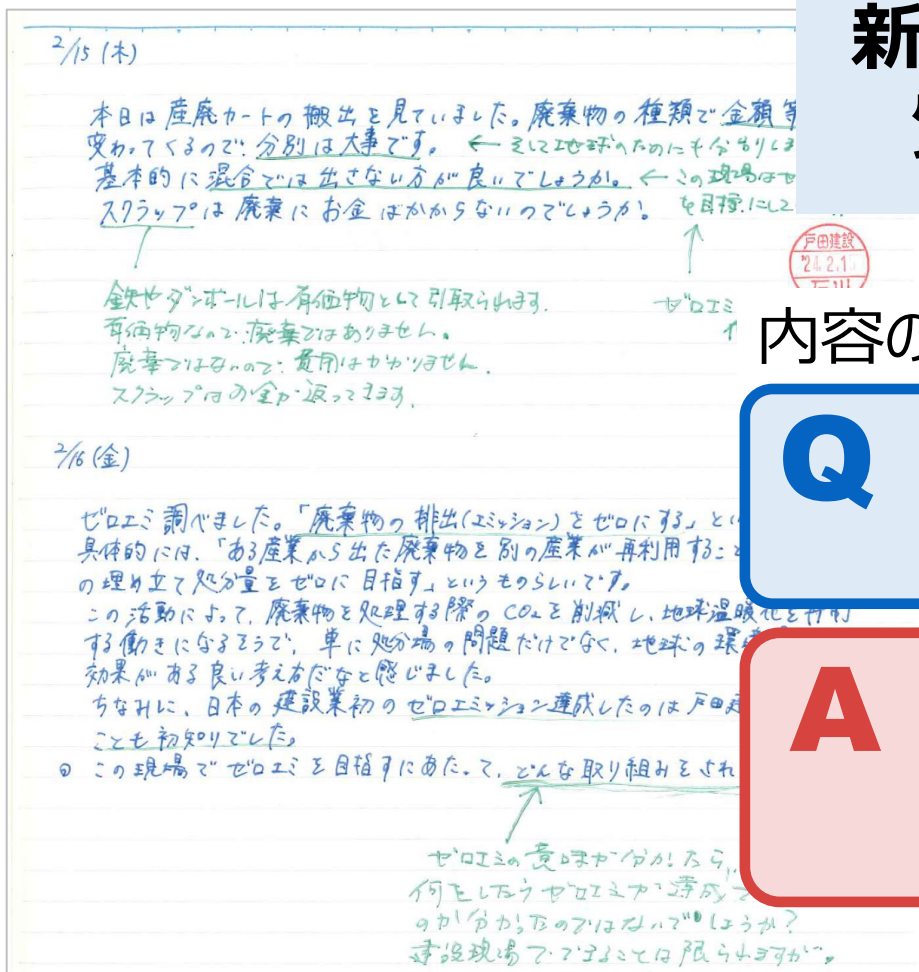 2/15 (木)
本日は産廃カートの搬出を見ていました。廃棄物の種類で金額等
変わってくるので、分別は大事です。 ← そして地球のためにも分別しま
基本的に混合では出さない方が良いでしょうか。 ← この現場はゼ
スクラップは廃棄にお金はかからないのでしょうか。 を目標にして
戸田建設
'24.2.1
石川
鉄やダンボールは有価物として引取られます。
有価物なので、廃棄ではありません。
廃棄ではないので、費用はかかりません。
スクラップはお金が返ってきます。
ゼロエミ
2/16 (金)
ゼロエミ調べました。「廃棄物の排出(エミッション)をゼロにする」とい
具体的には、「ある産業から出た廃棄物を別の産業が再利用すること
の埋め立て処分量をゼロに目指す」というものらしいです。
この活動によって、廃棄物を処理する際のCO2を削減し、地球温暖化を抑制
する働きになるそうで、単に処分場の問題だけでなく、地球の環境
効果がある良い考え方だなと感じました。
ちなみに、日本の建設業初のゼロエミッション達成したのは戸田建
ことも初知りでした。
◎ この現場でゼロエミを目指すにあたって、どんな取り組みをされ
ゼロエミの意味が分かったら、
何をしたらゼロエミが達成
のか分かったのではないでしょうか?
建設現場でできることは限られますが、
新
内容の
Q
A